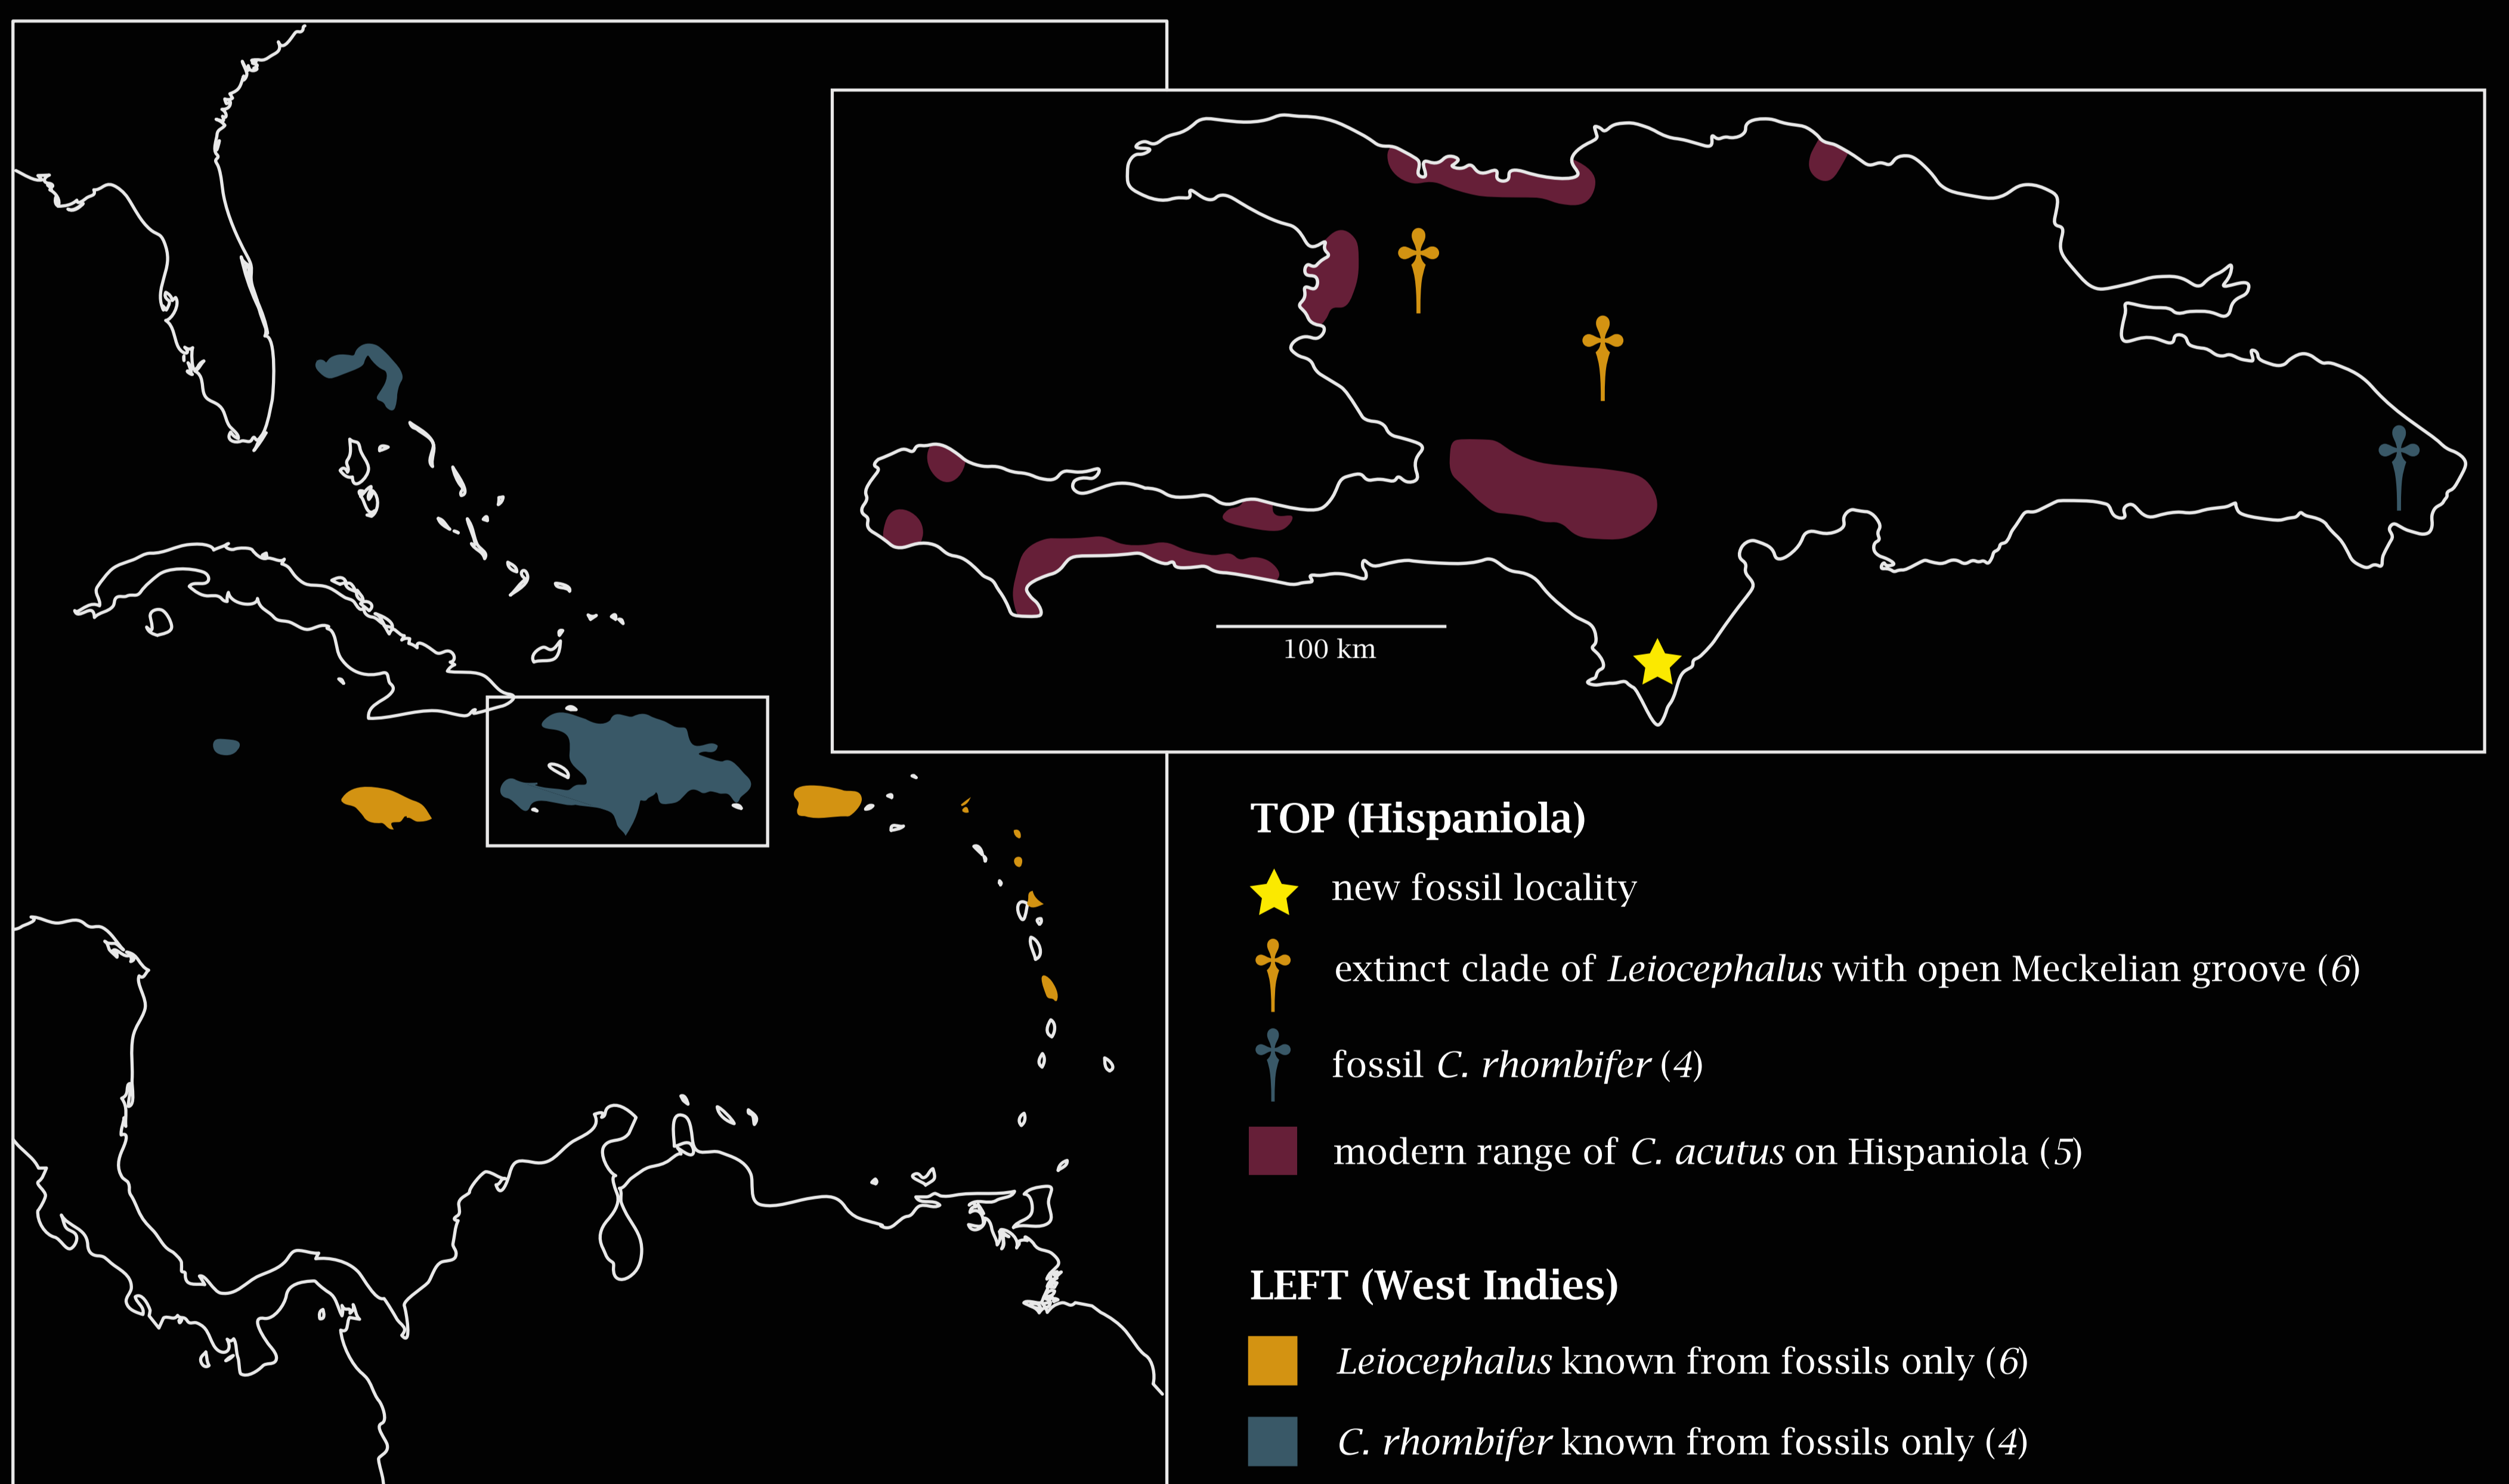 100 km
TOP (Hispaniola)
new fossil locality
extinct clade of Leiocephalus with open Meckelian groove (6)
fossil C. rhombifer (4)
modern range of C. acutus on Hispaniola (5)
LEFT (West Indies)
Leiocephalus known from fossils only (6)
C. rhombifer known from fossils only (4)